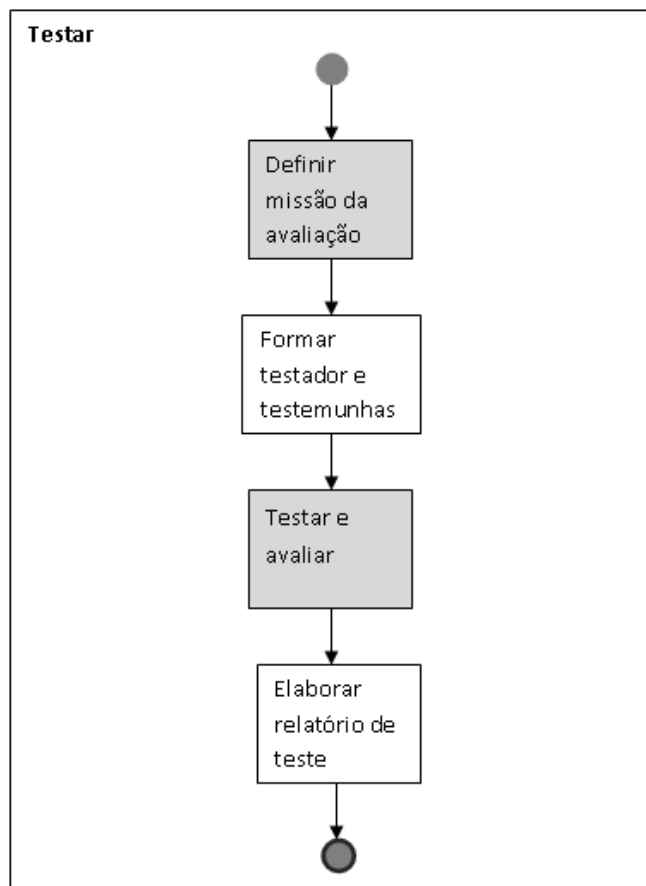 Testar
Definir
missão da
avaliação
Formar
testador e
testemunhas
Testar e
avaliar
Elaborar
relatório de
teste